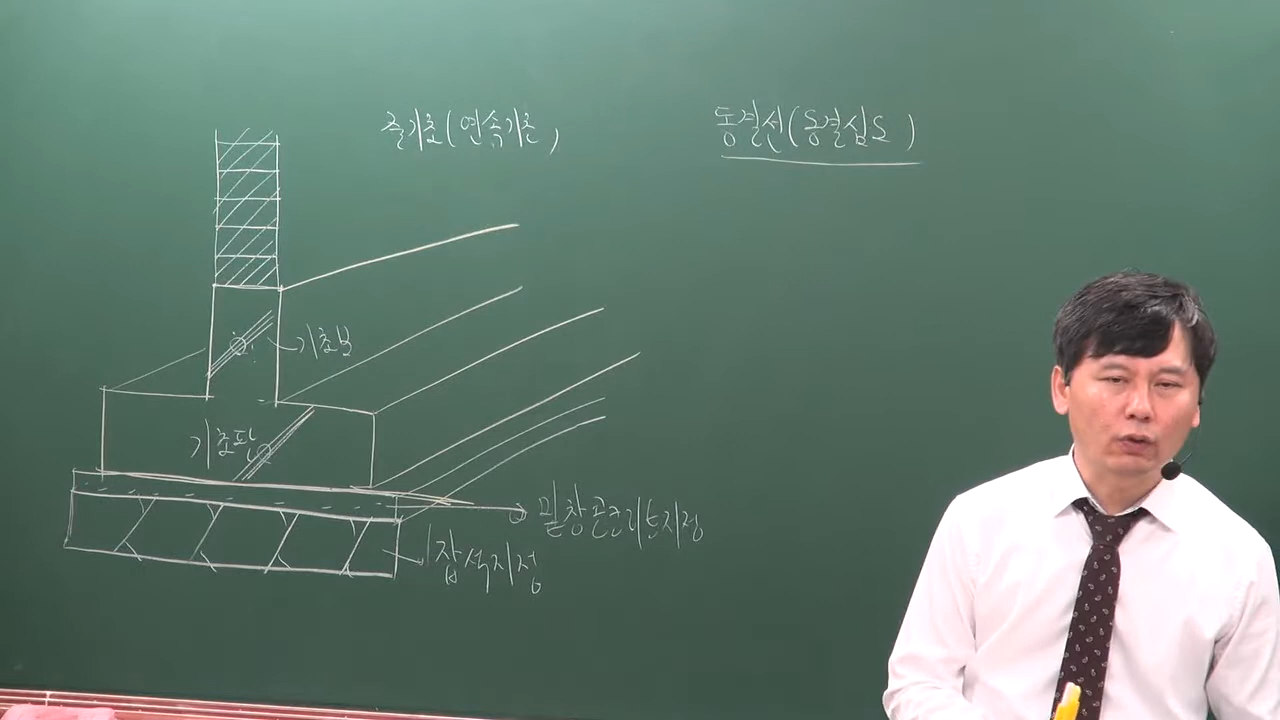 줄기초(연속기초)
동결선(동결심도)
기초보
기초판
밑창콘크리트지정
잡석지정